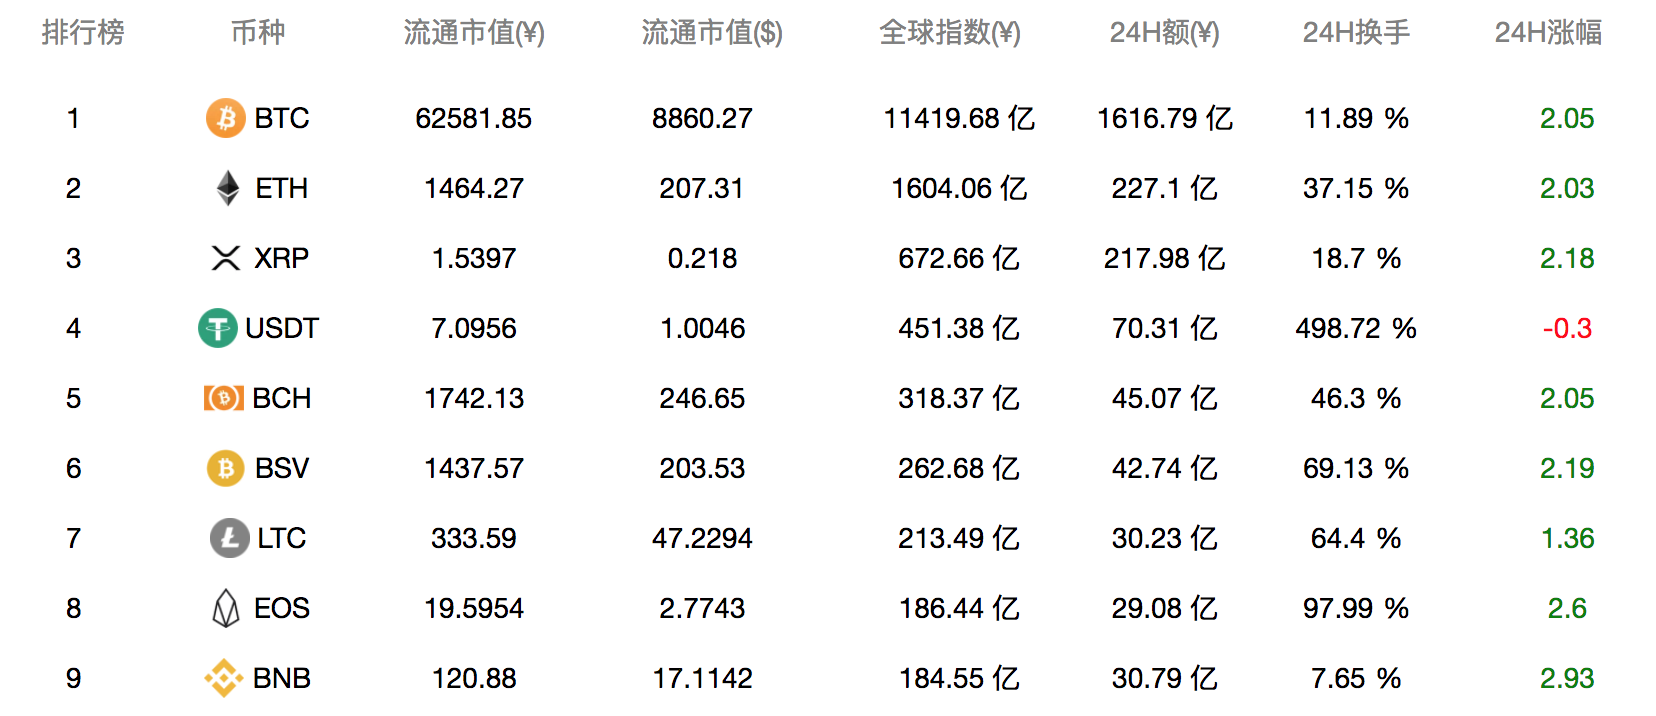 排行榜 币种 流通市值(¥) 流通市值($) 全球指数(¥) 24H额(¥) 24H换手 24H涨幅
1 BTC 62581.85 8860.27 11419.68 亿 1616.79 亿 11.89 % 2.05
2 ETH 1464.27 207.31 1604.06 亿 227.1 亿 37.15 % 2.03
3 XRP 1.5397 0.218 672.66 亿 217.98 亿 18.7 % 2.18
4 USDT 7.0956 1.0046 451.38 亿 70.31 亿 498.72 % -0.3
5 BCH 1742.13 246.65 318.37 亿 45.07 亿 46.3 % 2.05
6 BSV 1437.57 203.53 262.68 亿 42.74 亿 69.13 % 2.19
7 LTC 333.59 47.2294 213.49 亿 30.23 亿 64.4 % 1.36
8 EOS 19.5954 2.7743 186.44 亿 29.08 亿 97.99 % 2.6
9 BNB 120.88 17.1142 184.55 亿 30.79 亿 7.65 % 2.93